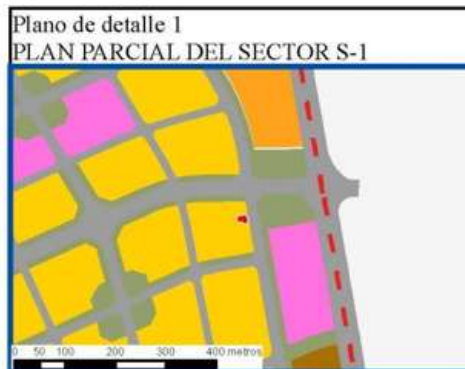 Plano de detalle 1
PLAN PARCIAL DEL SECTOR S-1
0 50 100 200 300 400 metros